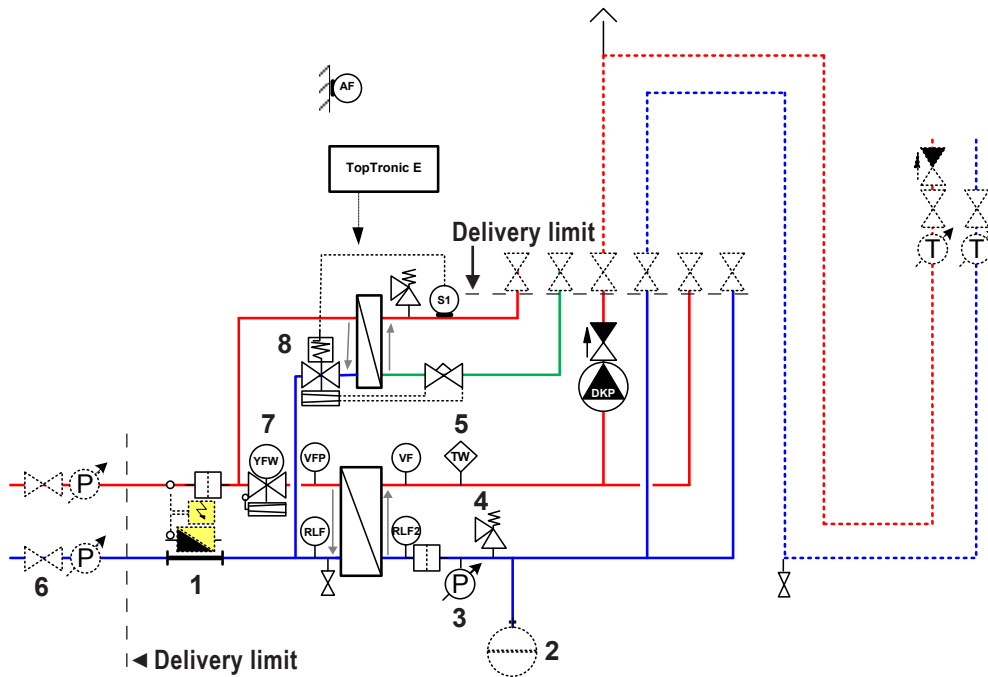 AF
TopTronic E
Delivery limit
T
T
S1
8
DKP
7
5
YFW
VFP
VF
TW
P
4
RLF
RLF2
P
6
1
P
3
2
Delivery limit